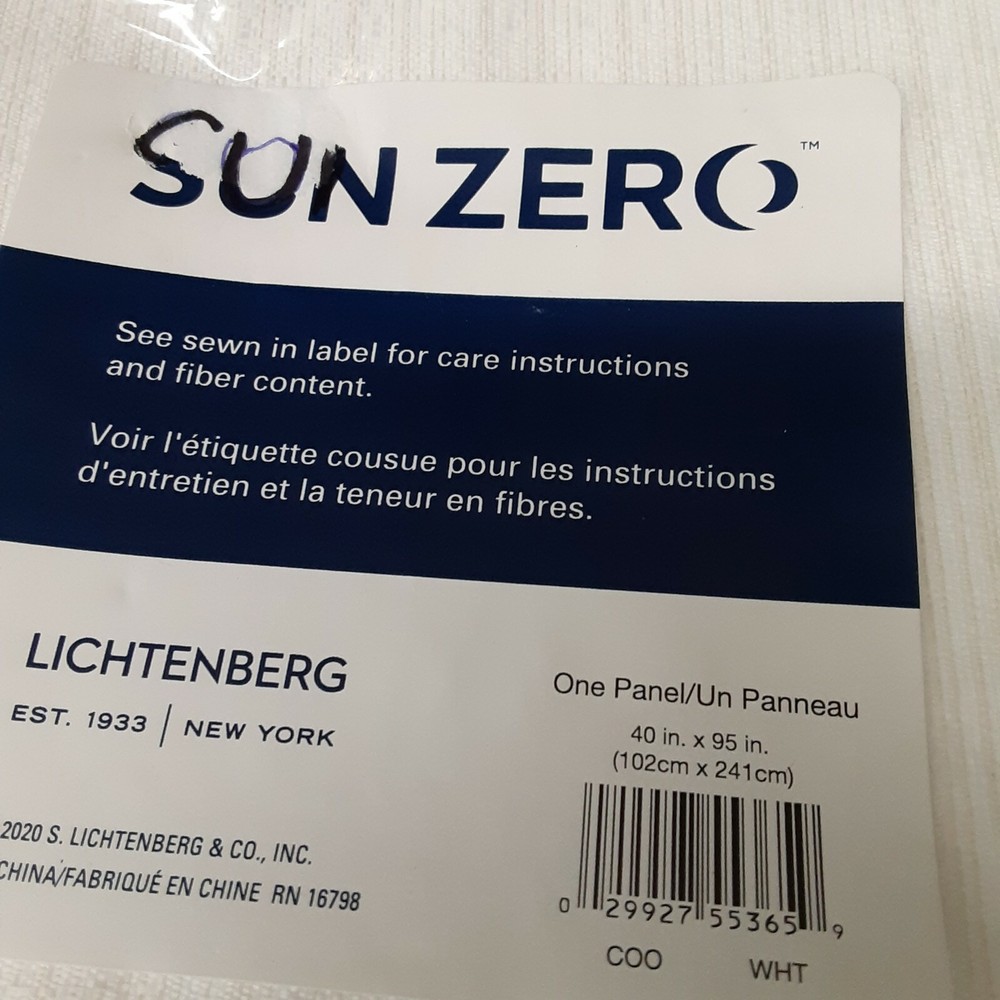 SUN ZERO™
See sewn in label for care instructions
and fiber content.
Voir l'étiquette cousue pour les instructions
d'entretien et la teneur en fibres.
LICHTENBERG
EST. 1933 | NEW YORK
2020 S. LICHTENBERG & CO., INC.
CHINA/FABRIQUÉ EN CHINE RN 16798
One Panel/Un Panneau
40 in. x 95 in.
(102cm x 241cm)
0 29927 55365 9
COO WHT